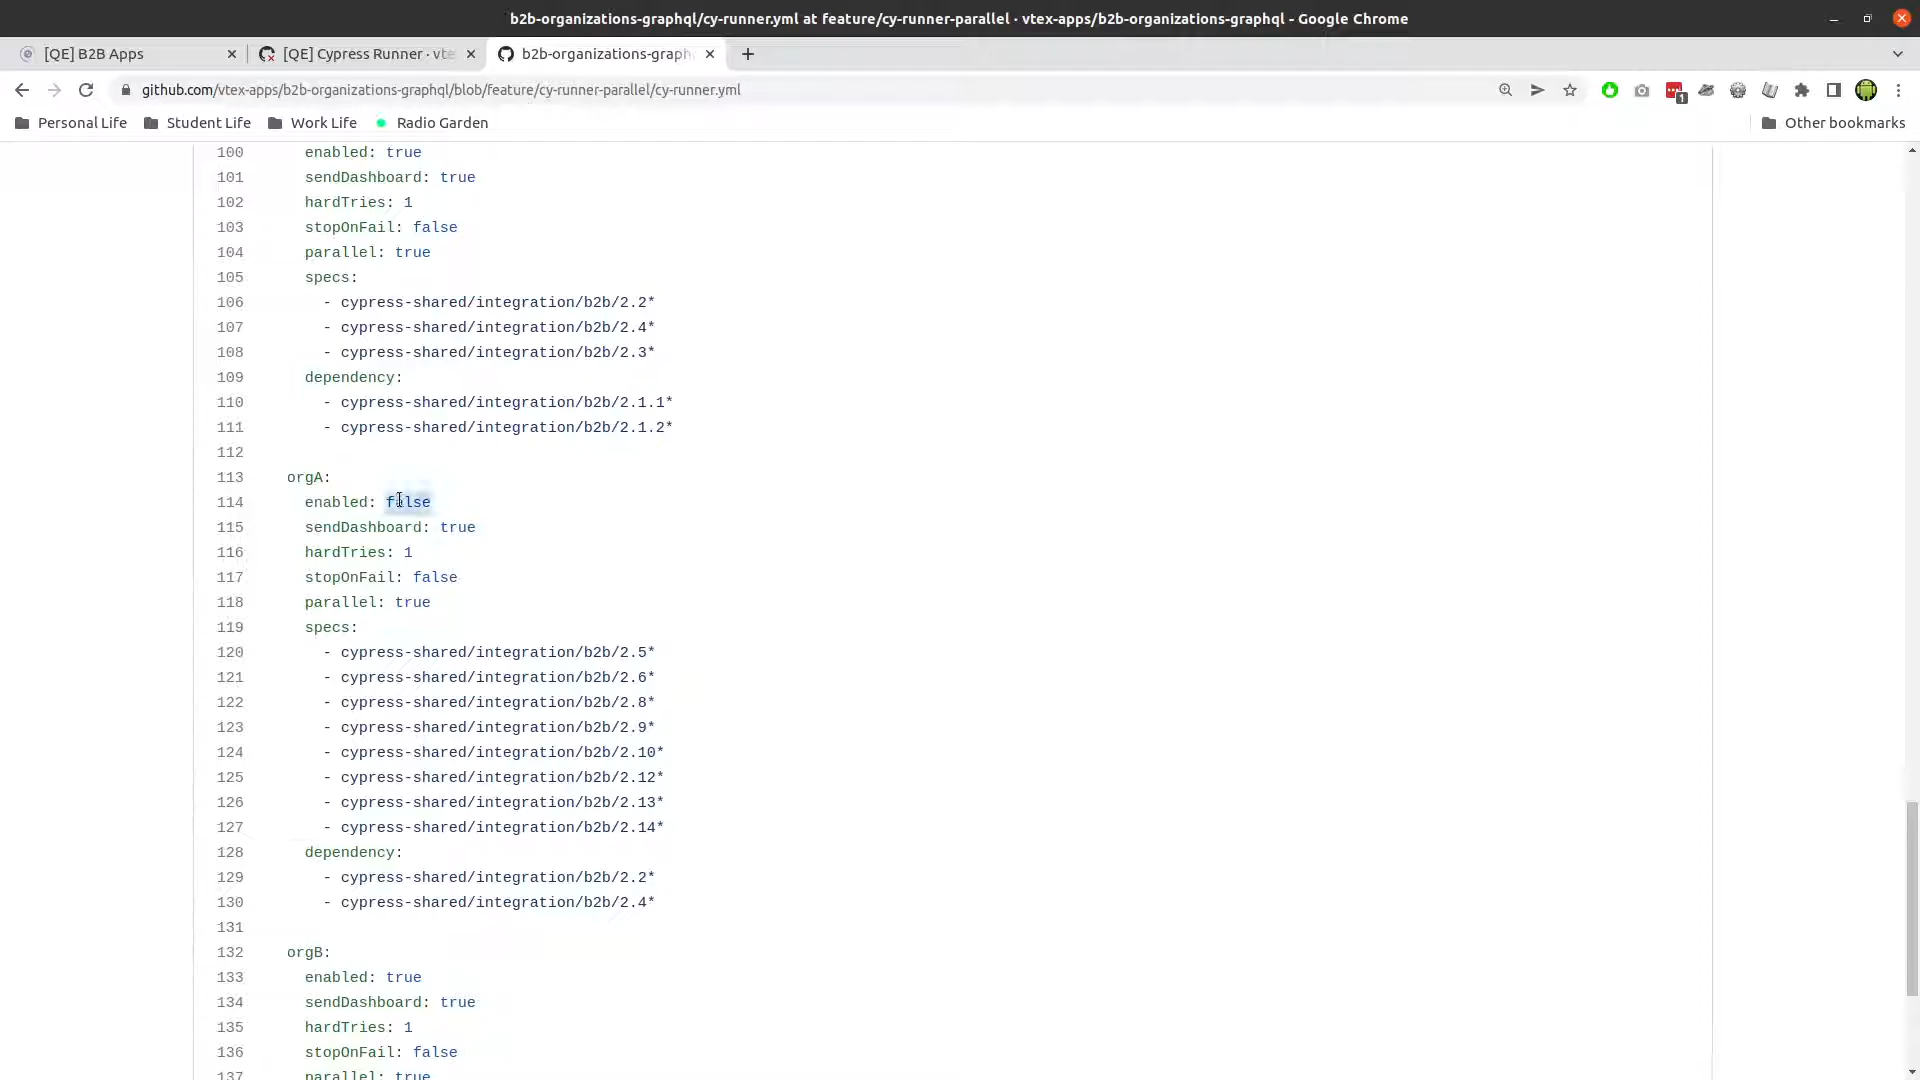 b2b-organizations-graphql/cy-runner.yml at feature/cy-runner-parallel · vtex-apps/b2b-organizations-graphql - Google Chrome
[QE] B2B Apps
[QE] Cypress Runner · vte
b2b-organizations-graph
github.com/vtex-apps/b2b-organizations-graphql/blob/feature/cy-runner-parallel/cy-runner.yml
1
Personal Life
Student Life
Work Life
Radio Garden
Other bookmarks
100 enabled: true
101 sendDashboard: true
102 hardTries: 1
103 stopOnFail: false
104 parallel: true
105 specs:
106 - cypress-shared/integration/b2b/2.2*
107 - cypress-shared/integration/b2b/2.4*
108 - cypress-shared/integration/b2b/2.3*
109 dependency:
110 - cypress-shared/integration/b2b/2.1.1*
111 - cypress-shared/integration/b2b/2.1.2*
112
113 orgA:
114 enabled: false
115 sendDashboard: true
116 hardTries: 1
117 stopOnFail: false
118 parallel: true
119 specs:
120 - cypress-shared/integration/b2b/2.5*
121 - cypress-shared/integration/b2b/2.6*
122 - cypress-shared/integration/b2b/2.8*
123 - cypress-shared/integration/b2b/2.9*
124 - cypress-shared/integration/b2b/2.10*
125 - cypress-shared/integration/b2b/2.12*
126 - cypress-shared/integration/b2b/2.13*
127 - cypress-shared/integration/b2b/2.14*
128 dependency:
129 - cypress-shared/integration/b2b/2.2*
130 - cypress-shared/integration/b2b/2.4*
131
132 orgB:
133 enabled: true
134 sendDashboard: true
135 hardTries: 1
136 stopOnFail: false
137 parallel: true